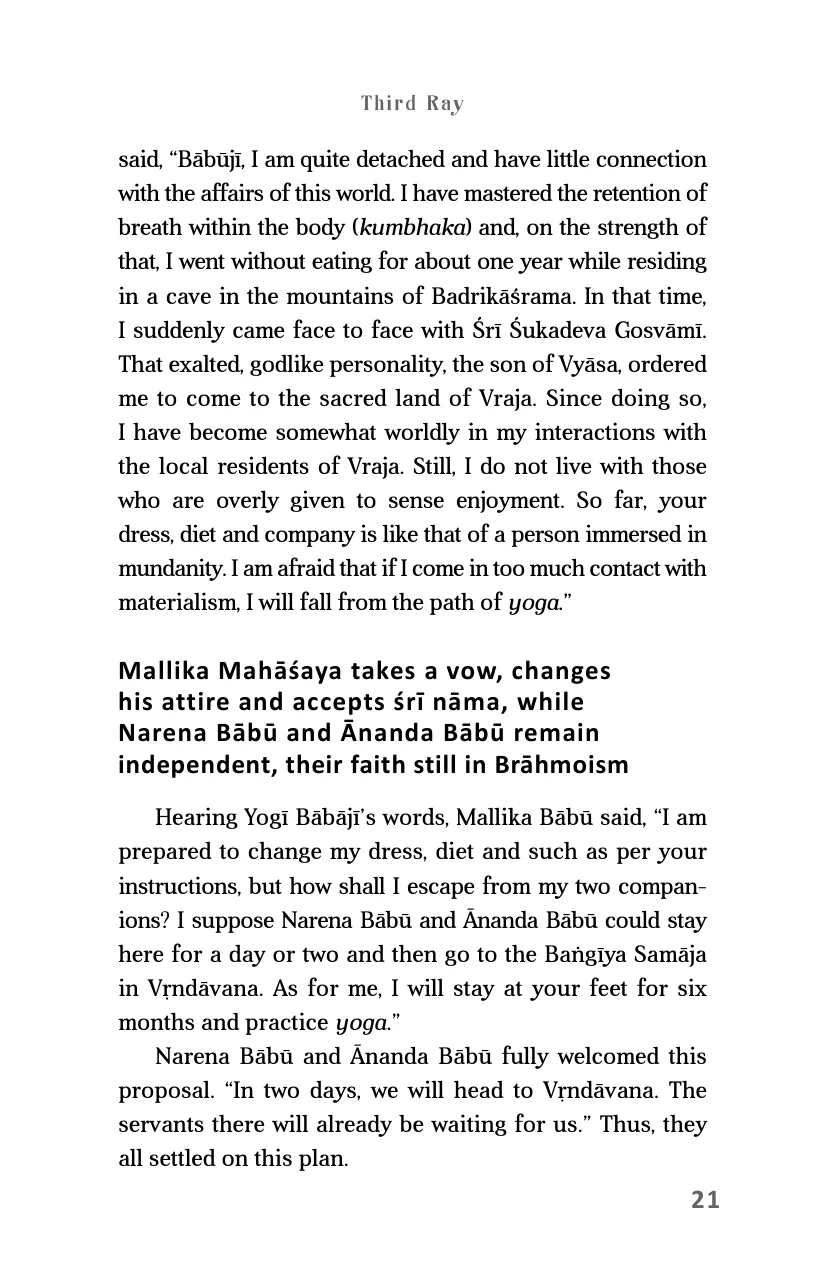 Third Ray
said, “Bābūjī, I am quite detached and have little connection
with the affairs of this world. I have mastered the retention of
breath within the body (kumbhaka) and, on the strength of
that, I went without eating for about one year while residing
in a cave in the mountains of Badrikāśrama. In that time,
I suddenly came face to face with Śrī Śukadeva Gosvāmī.
That exalted, godlike personality, the son of Vyāsa, ordered
me to come to the sacred land of Vraja. Since doing so,
I have become somewhat worldly in my interactions with
the local residents of Vraja. Still, I do not live with those
who are overly given to sense enjoyment. So far, your
dress, diet and company is like that of a person immersed in
mundanity. I am afraid that if I come in too much contact with
materialism, I will fall from the path of yoga.”
Mallika Mahāśaya takes a vow, changes
his attire and accepts śrī nāma, while
Narena Bābū and Ānanda Bābū remain
independent, their faith still in Brāhmoism
Hearing Yogī Bābājī’s words, Mallika Bābū said, “I am
prepared to change my dress, diet and such as per your
instructions, but how shall I escape from my two compan-
ions? I suppose Narena Bābū and Ānanda Bābū could stay
here for a day or two and then go to the Baṅgīya Samāja
in Vṛndāvana. As for me, I will stay at your feet for six
months and practice yoga.”
Narena Bābū and Ānanda Bābū fully welcomed this
proposal. “In two days, we will head to Vṛndāvana. The
servants there will already be waiting for us.” Thus, they
all settled on this plan.
21